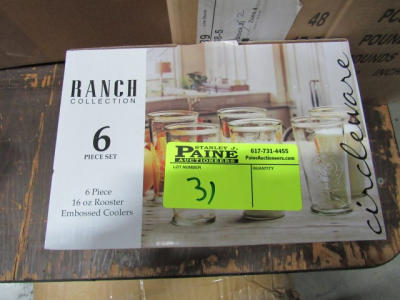 RANCH
COLLECTION
6
PIECE SET
6 Piece
16 oz Rooster
Embossed Coolers
STANLEY J.
PAINE
AUCTIONEERS
617-731-4455
PaineAuctioneers.com
LOT NUMBER
QUANTITY
31
circleware
48
POUNDS